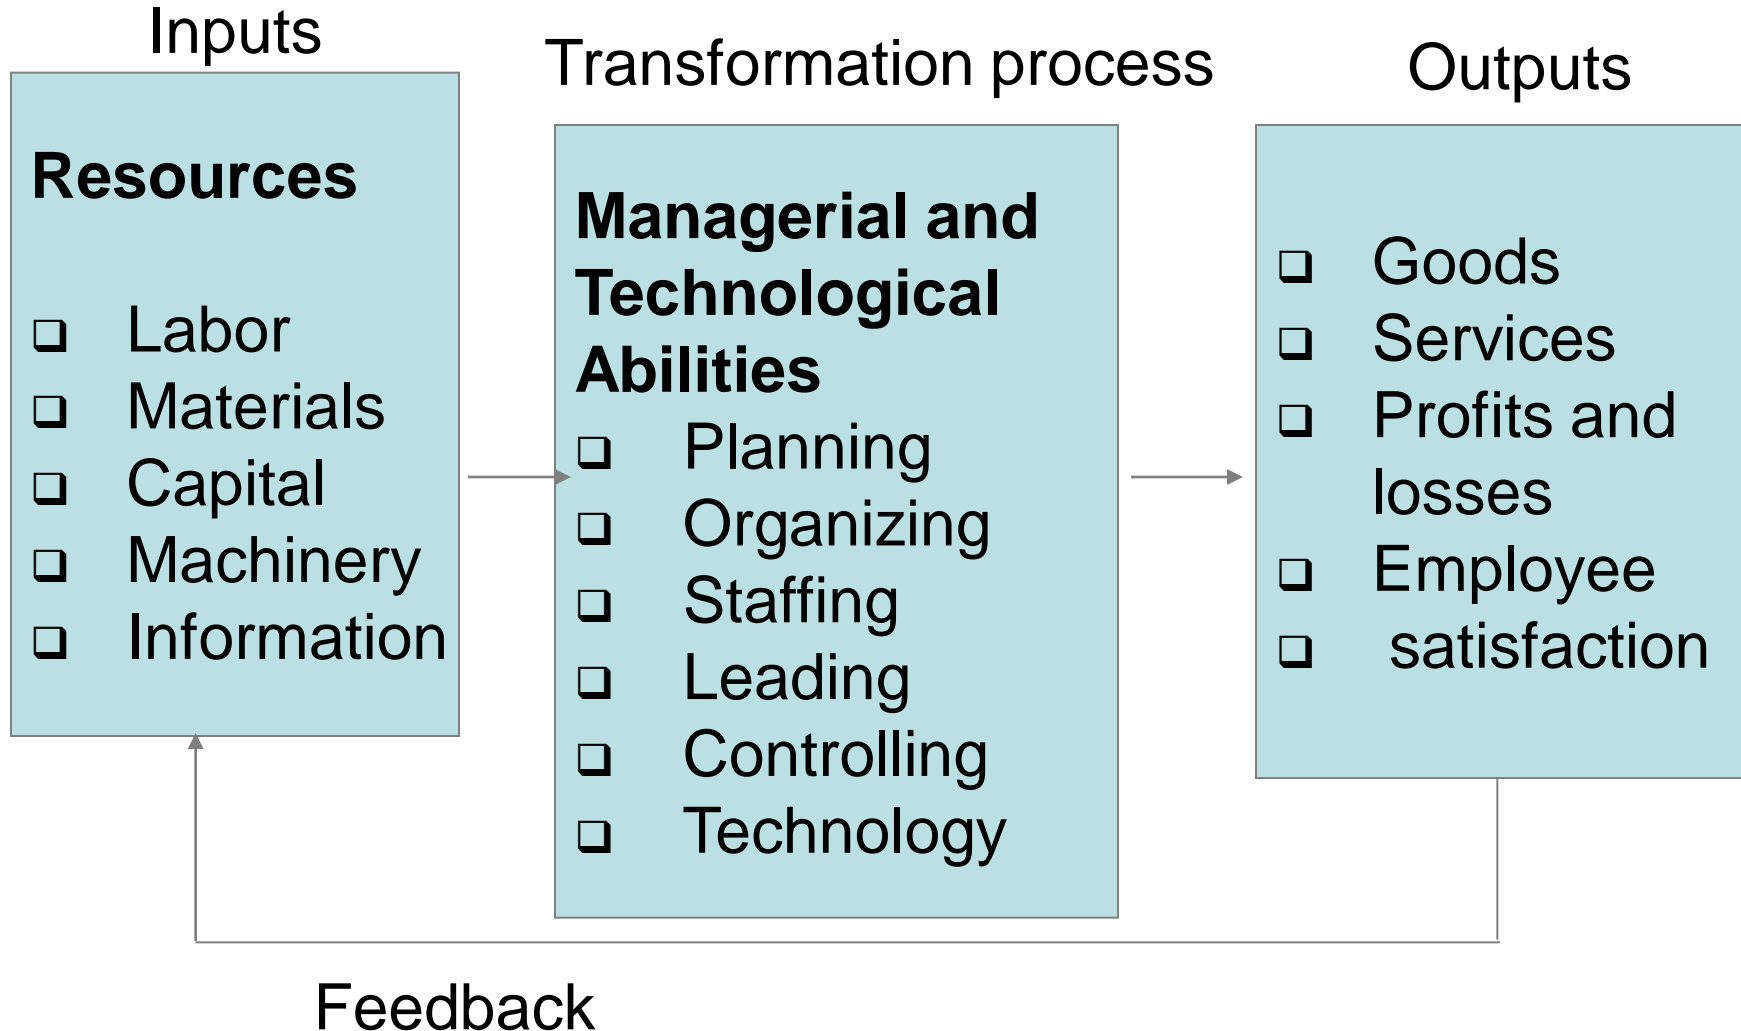 Inputs
Resources
❑ Labor
❑ Materials
❑ Capital
❑ Machinery
❑ Information
Transformation process
Managerial and
Technological
Abilities
❑ Planning
❑ Organizing
❑ Staffing
❑ Leading
❑ Controlling
❑ Technology
Outputs
❑ Goods
❑ Services
❑ Profits and
losses
❑ Employee
❑ satisfaction
Feedback